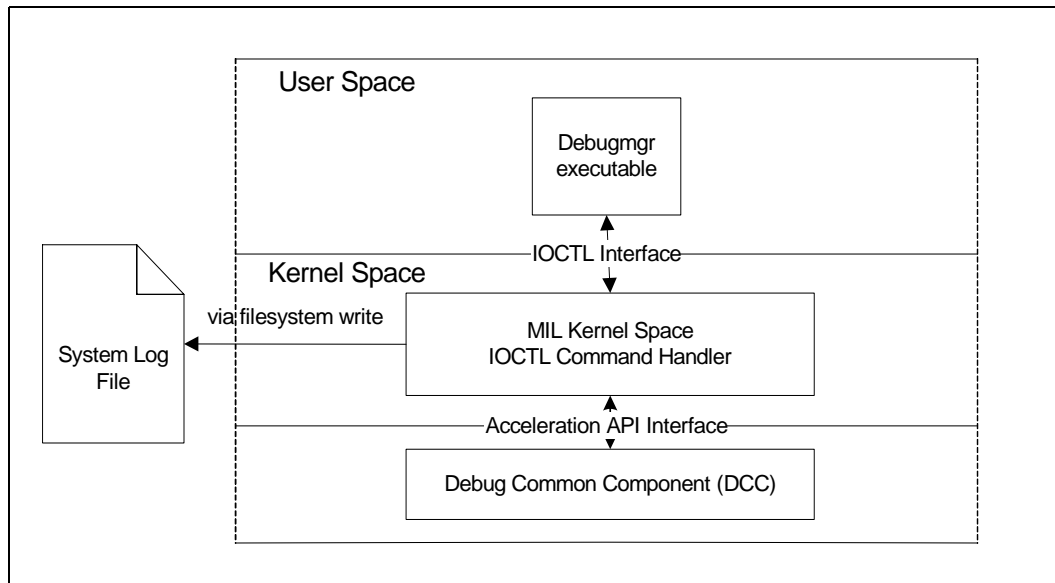 User Space
Debugmgr
executable
IOCTL Interface
Kernel Space
via filesystem write
MIL Kernel Space
IOCTL Command Handler
System Log
File
Acceleration API Interface
Debug Common Component (DCC)